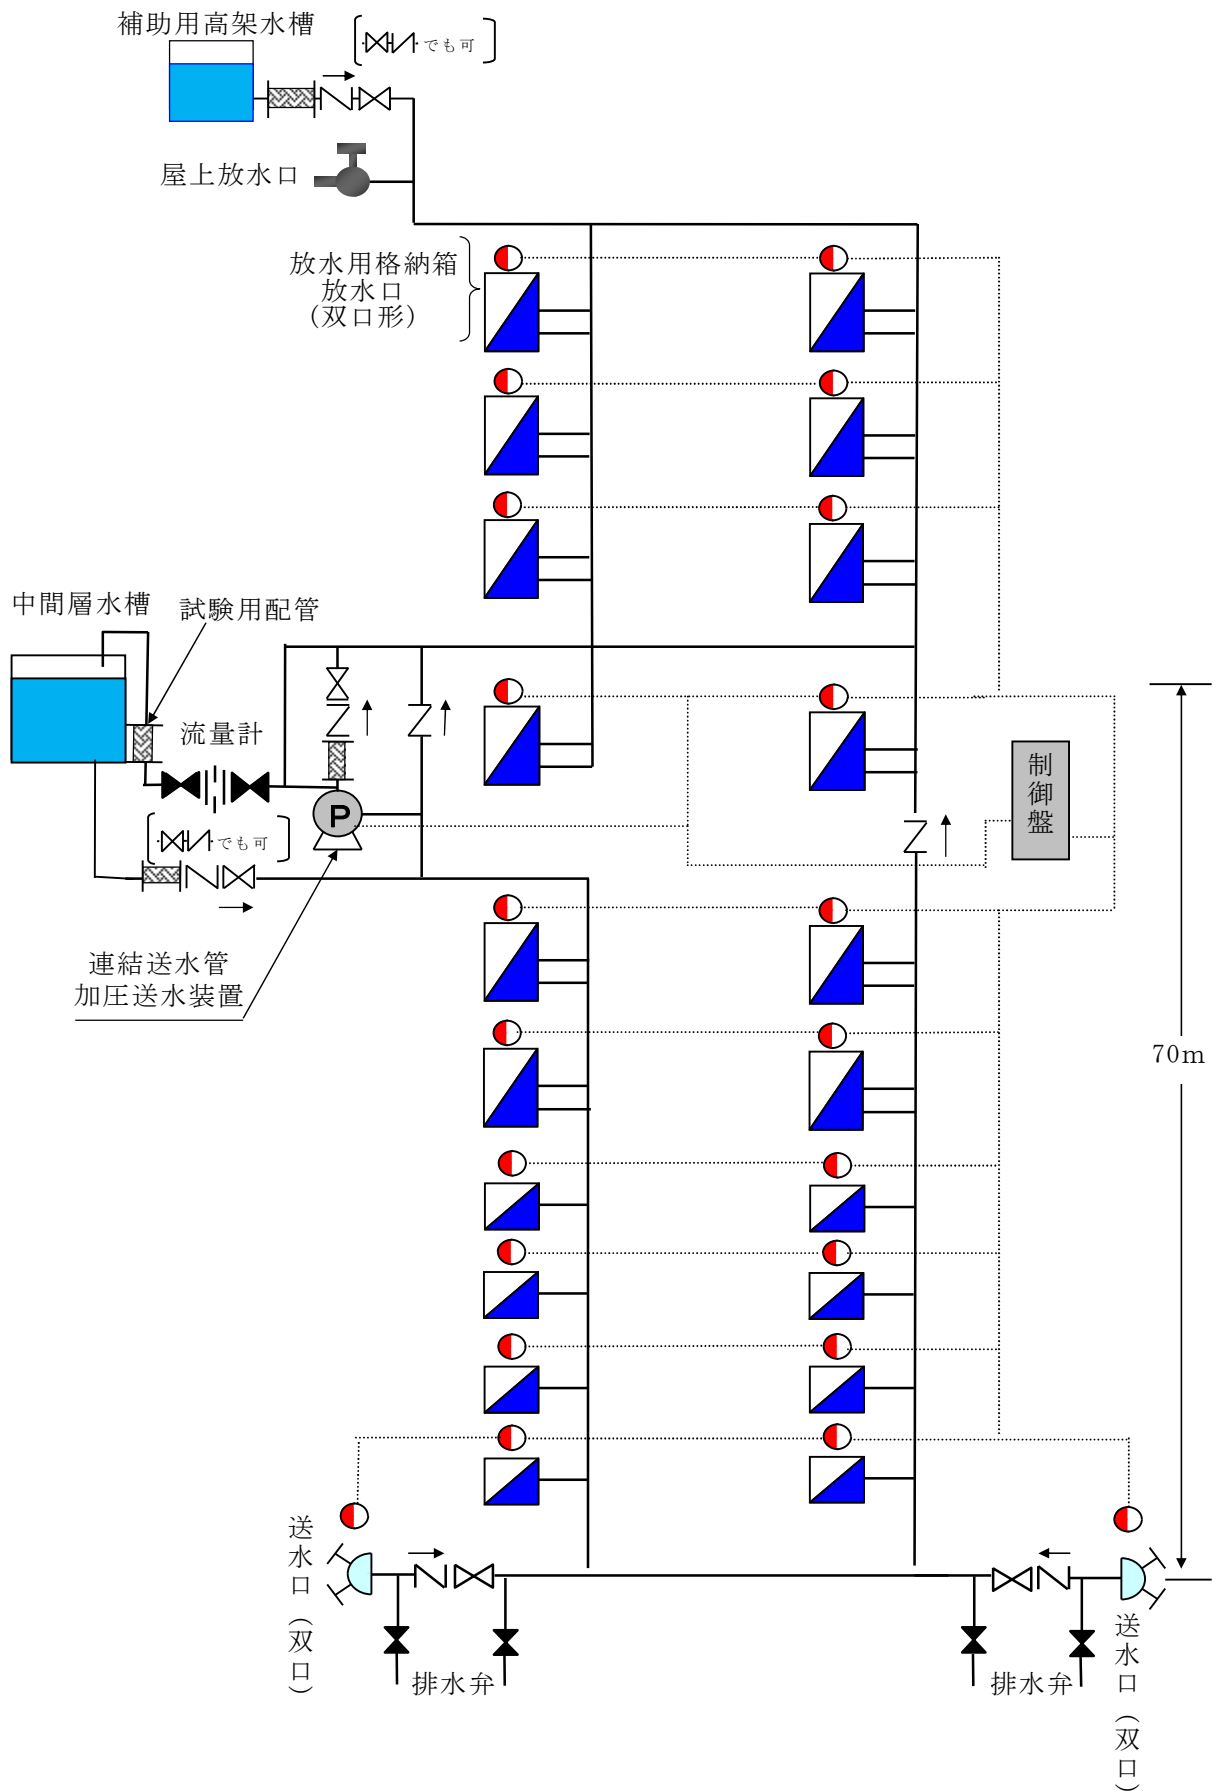 補助用高架水槽
でも可
屋上放水口
放水用格納箱
放水口
(双口形)
中間層水槽
試験用配管
流量計
制御盤
P
でも可
連結送水管
加圧送水装置
70m
送水口(双口)
排水弁
排水弁
送水口(双口)